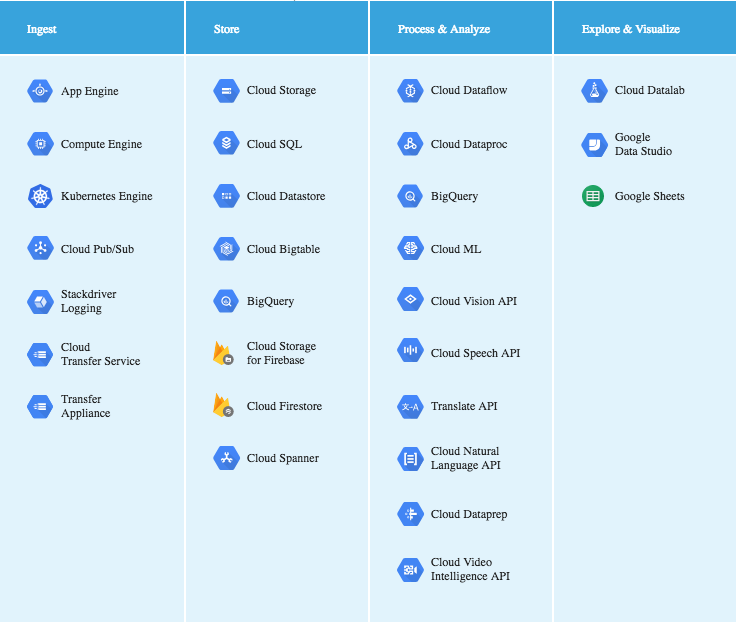 Ingest
Store
Process & Analyze
Explore & Visualize
App Engine
Compute Engine
Kubernetes Engine
Cloud Pub/Sub
Stackdriver
Logging
Cloud
Transfer Service
Transfer
Appliance
Cloud Storage
Cloud SQL
Cloud Datastore
Cloud Bigtable
BigQuery
Cloud Storage
for Firebase
Cloud Firestore
Cloud Spanner
Cloud Dataflow
Cloud Dataproc
BigQuery
Cloud ML
Cloud Vision API
Cloud Speech API
文→A
Translate API
Cloud Natural
Language API
Cloud Dataprep
Cloud Video
Intelligence API
Cloud Datalab
Google
Data Studio
Google Sheets